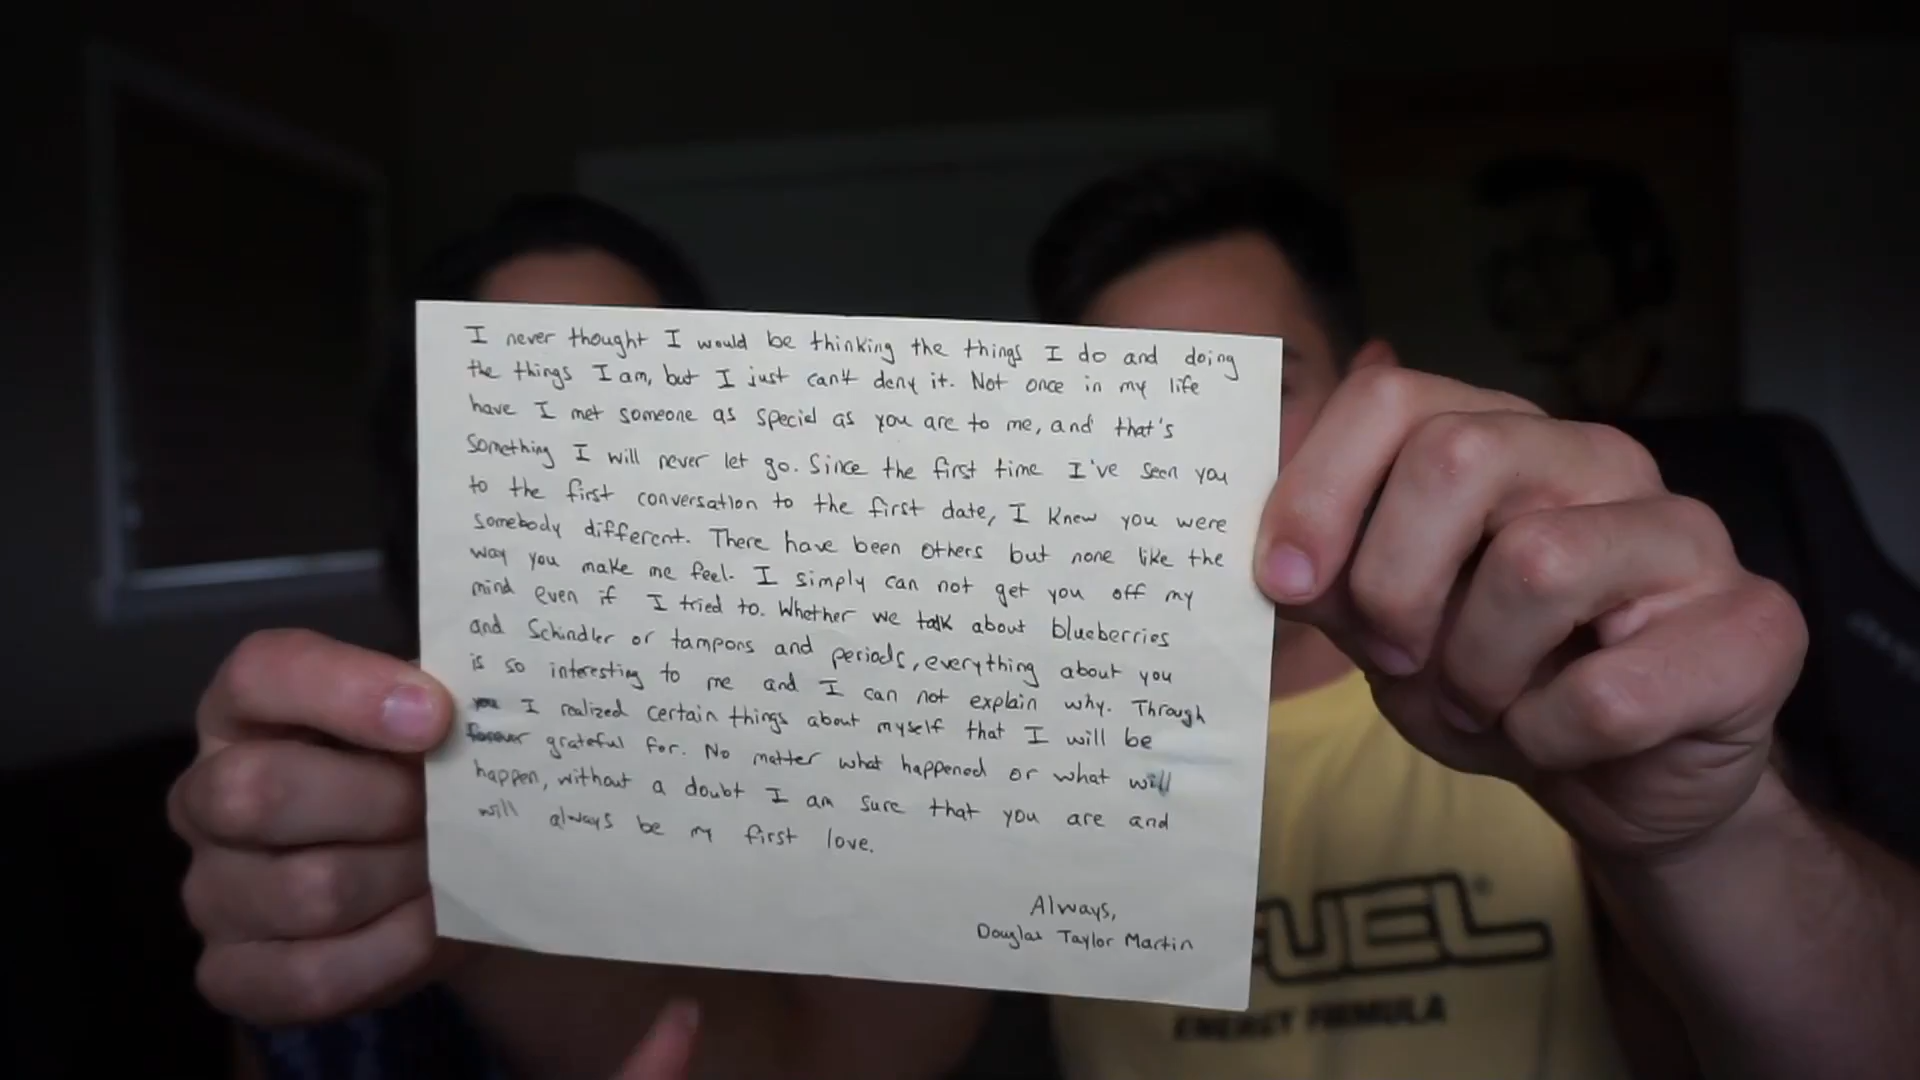 I never thought I would be thinking the things I do and doing
the things I am, but I just can't deny it. Not once in my life
have I met someone as special as you are to me, and that's
something I will never let go. Since the first time I've seen you
to the first conversation to the first date, I knew you were
somebody different. There have been others but none like the
way you make me feel. I simply can not get you off my
mind even if I tried to. Whether we talk about blueberries
and Schindler or tampons and periods, everything about you
is so interesting to me and I can not explain why. Through
you I realized certain things about myself that I will be
forever grateful for. No matter what happened or what will
happen, without a doubt I am sure that you are and
will always be my first love.
Always,
Douglas Taylor Martin
FUEL®
ENERGY FORMULA